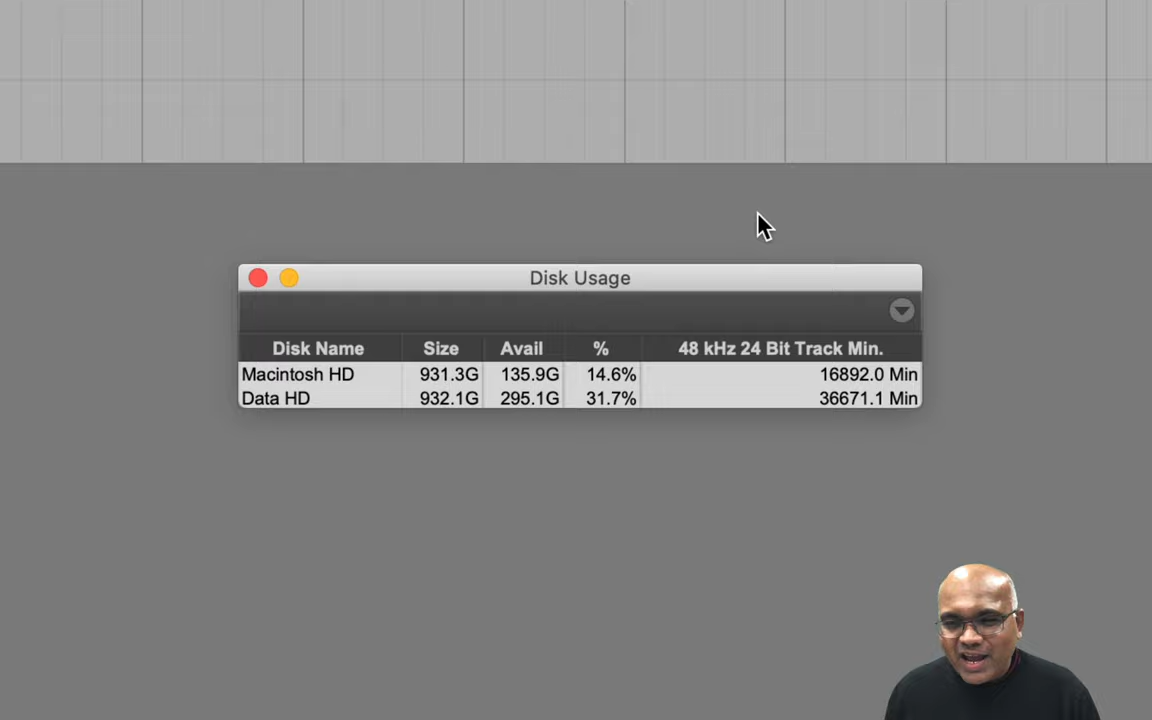 Disk Usage
Disk Name Size Avail % 48 kHz 24 Bit Track Min.
Macintosh HD 931.3G 135.9G 14.6% 16892.0 Min
Data HD 932.1G 295.1G 31.7% 36671.1 Min